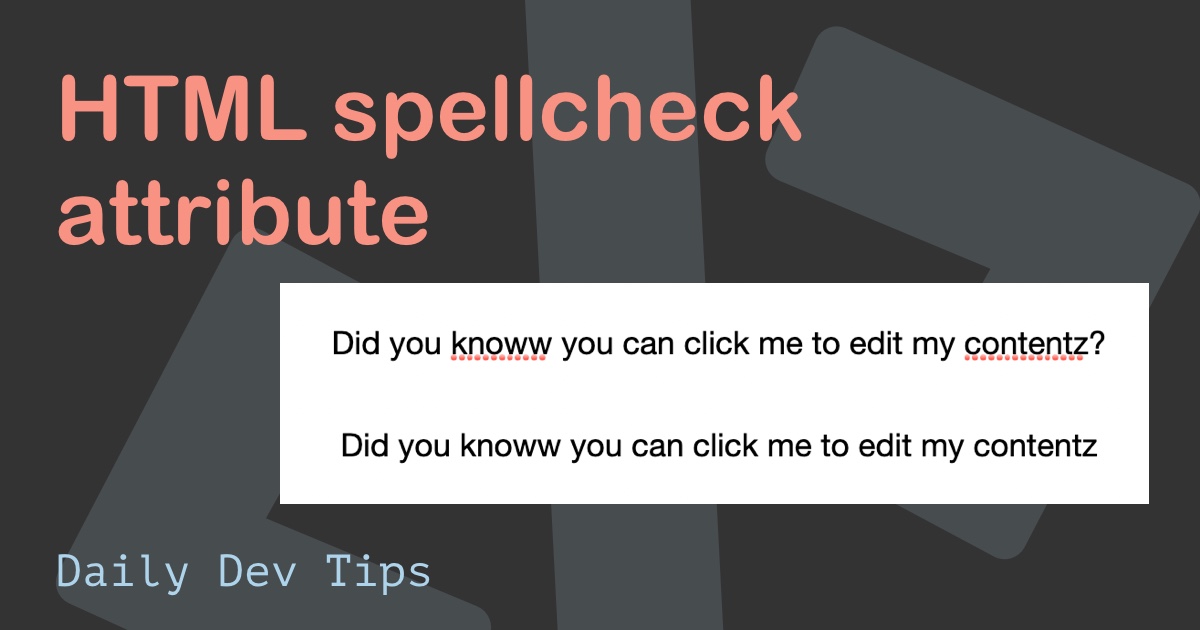 HTML spellcheck
attribute
Did you knoww you can click me to edit my contentz?
Did you knoww you can click me to edit my contentz
Daily Dev Tips